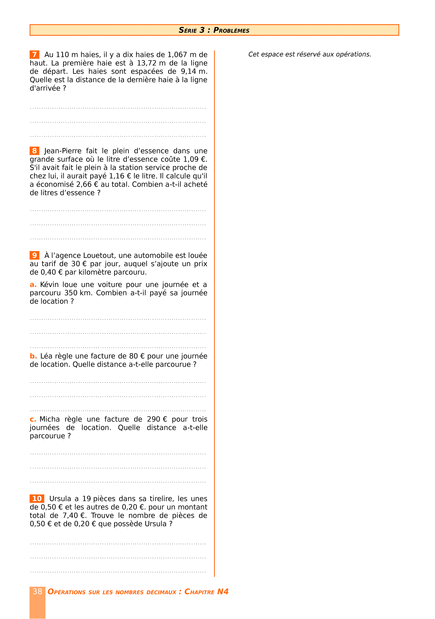 Série 3 : Problèmes
7 Au 110 m haies, il y a dix haies de 1,067 m de
haut. La première haie est à 13,72 m de la ligne
de départ. Les haies sont espacées de 9,14 m.
Quelle est la distance de la dernière haie à la ligne
d'arrivée ?
8 Jean-Pierre fait le plein d'essence dans une
grande surface où le litre d'essence coûte 1,09 €.
S'il avait fait le plein à la station service proche de
chez lui, il aurait payé 1,16 € le litre. Il calcule qu'il
a économisé 2,66 € au total. Combien a-t-il acheté
de litres d'essence ?
9 À l'agence Louetout, une automobile est louée
au tarif de 30 € par jour, auquel s'ajoute un prix
de 0,40 € par kilomètre parcouru.
a. Kévin loue une voiture pour une journée et a
parcouru 350 km. Combien a-t-il payé sa journée
de location ?
b. Léa règle une facture de 80 € pour une journée
de location. Quelle distance a-t-elle parcourue ?
c. Micha règle une facture de 290 € pour trois
journées de location. Quelle distance a-t-elle
parcourue ?
10 Ursula a 19 pièces dans sa tirelire, les unes
de 0,50 € et les autres de 0,20 €, pour un montant
total de 7,40 €. Trouve le nombre de pièces de
0,50 € et de 0,20 € que possède Ursula ?
Cet espace est réservé aux opérations.
38 Opérations sur les nombres décimaux : Chapitre N4